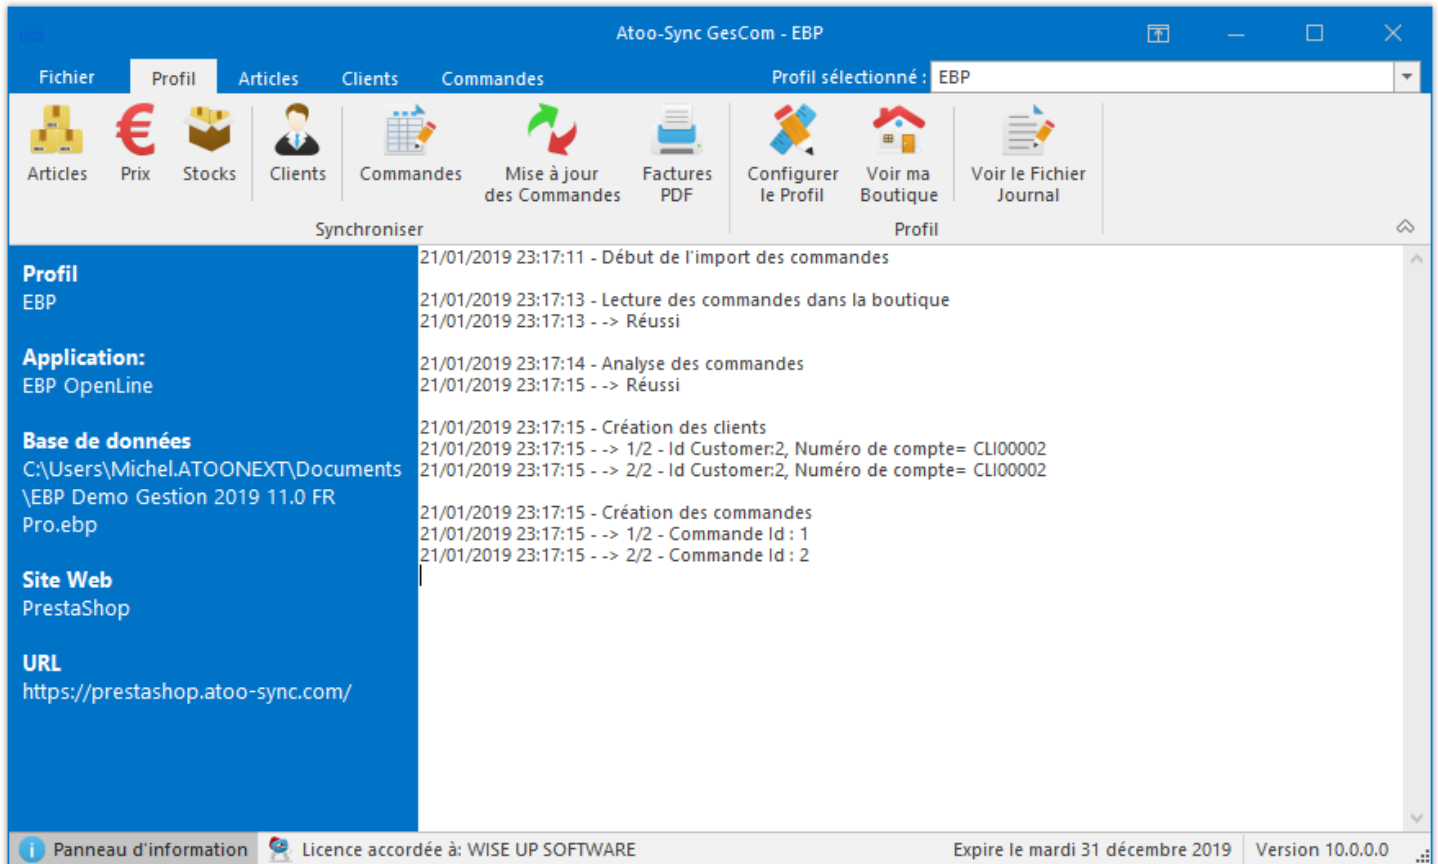 Atoo-Sync GesCom - EBP
Fichier Profil Articles Clients Commandes Profil sélectionné : EBP
Articles Prix Stocks Clients Commandes Mise à jour des Commandes Factures PDF Configurer le Profil Voir ma Boutique Voir le Fichier Journal
Synchroniser Profil
Profil
EBP
Application:
EBP OpenLine
Base de données
C:\Users\Michel.ATOONEXT\Documents
\EBP Demo Gestion 2019 11.0 FR
Pro.ebp
Site Web
PrestaShop
URL
https://prestashop.atoo-sync.com/
21/01/2019 23:17:11 - Début de l'import des commandes
21/01/2019 23:17:13 - Lecture des commandes dans la boutique
21/01/2019 23:17:13 - -> Réussi
21/01/2019 23:17:14 - Analyse des commandes
21/01/2019 23:17:15 - -> Réussi
21/01/2019 23:17:15 - Création des clients
21/01/2019 23:17:15 - -> 1/2 - Id Customer:2, Numéro de compte= CLI00002
21/01/2019 23:17:15 - -> 2/2 - Id Customer:2, Numéro de compte= CLI00002
21/01/2019 23:17:15 - Création des commandes
21/01/2019 23:17:15 - -> 1/2 - Commande Id : 1
21/01/2019 23:17:15 - -> 2/2 - Commande Id : 2
Panneau d'information Licence accordée à: WISE UP SOFTWARE Expire le mardi 31 décembre 2019 Version 10.0.0.0